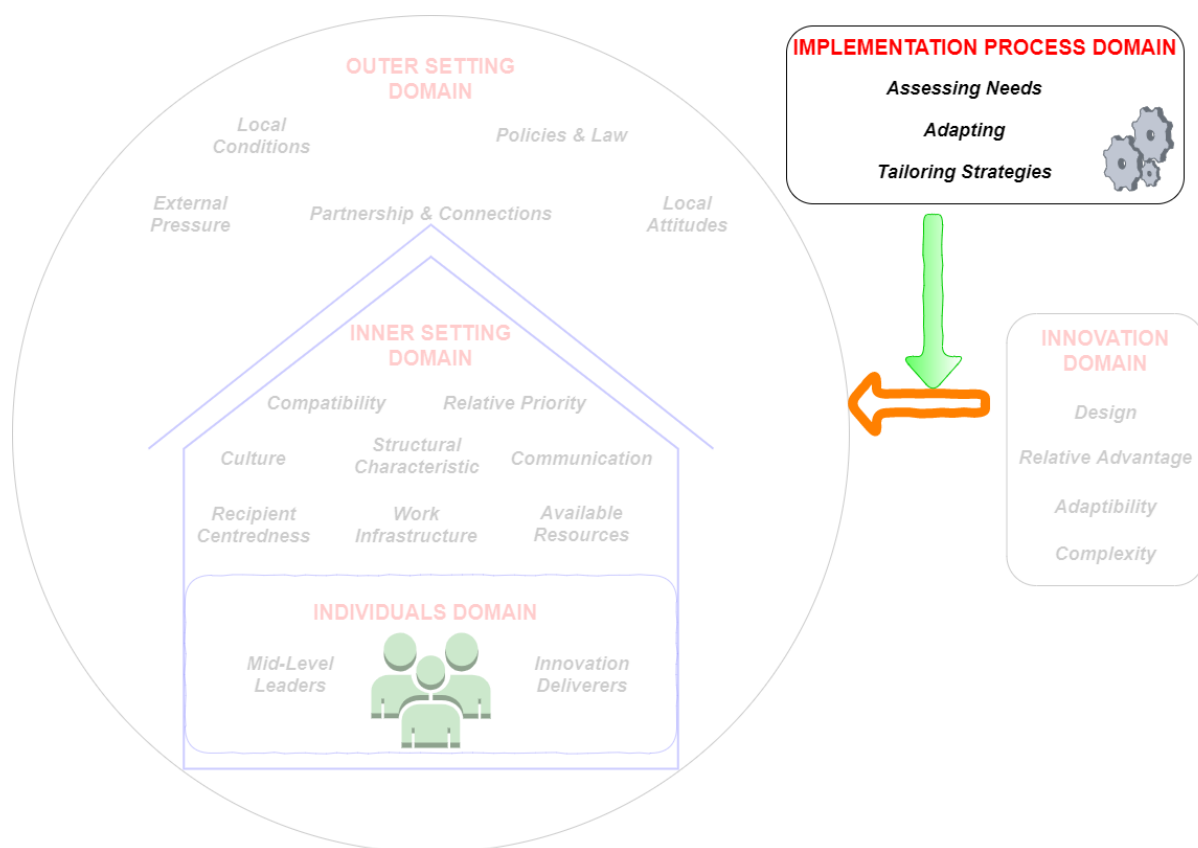 OUTER SETTING
DOMAIN
Local
Conditions
Policies & Law
External
Pressure
Partnership & Connections
Local
Attitudes
INNER SETTING
DOMAIN
Compatibility
Relative Priority
Culture
Structural
Characteristic
Communication
Recipient
Centredness
Work
Infrastructure
Available
Resources
INDIVIDUALS DOMAIN
Mid-Level
Leaders
Innovation
Deliverers
IMPLEMENTATION PROCESS DOMAIN
Assessing Needs
Adapting
Tailoring Strategies
INNOVATION
DOMAIN
Design
Relative Advantage
Adaptibility
Complexity